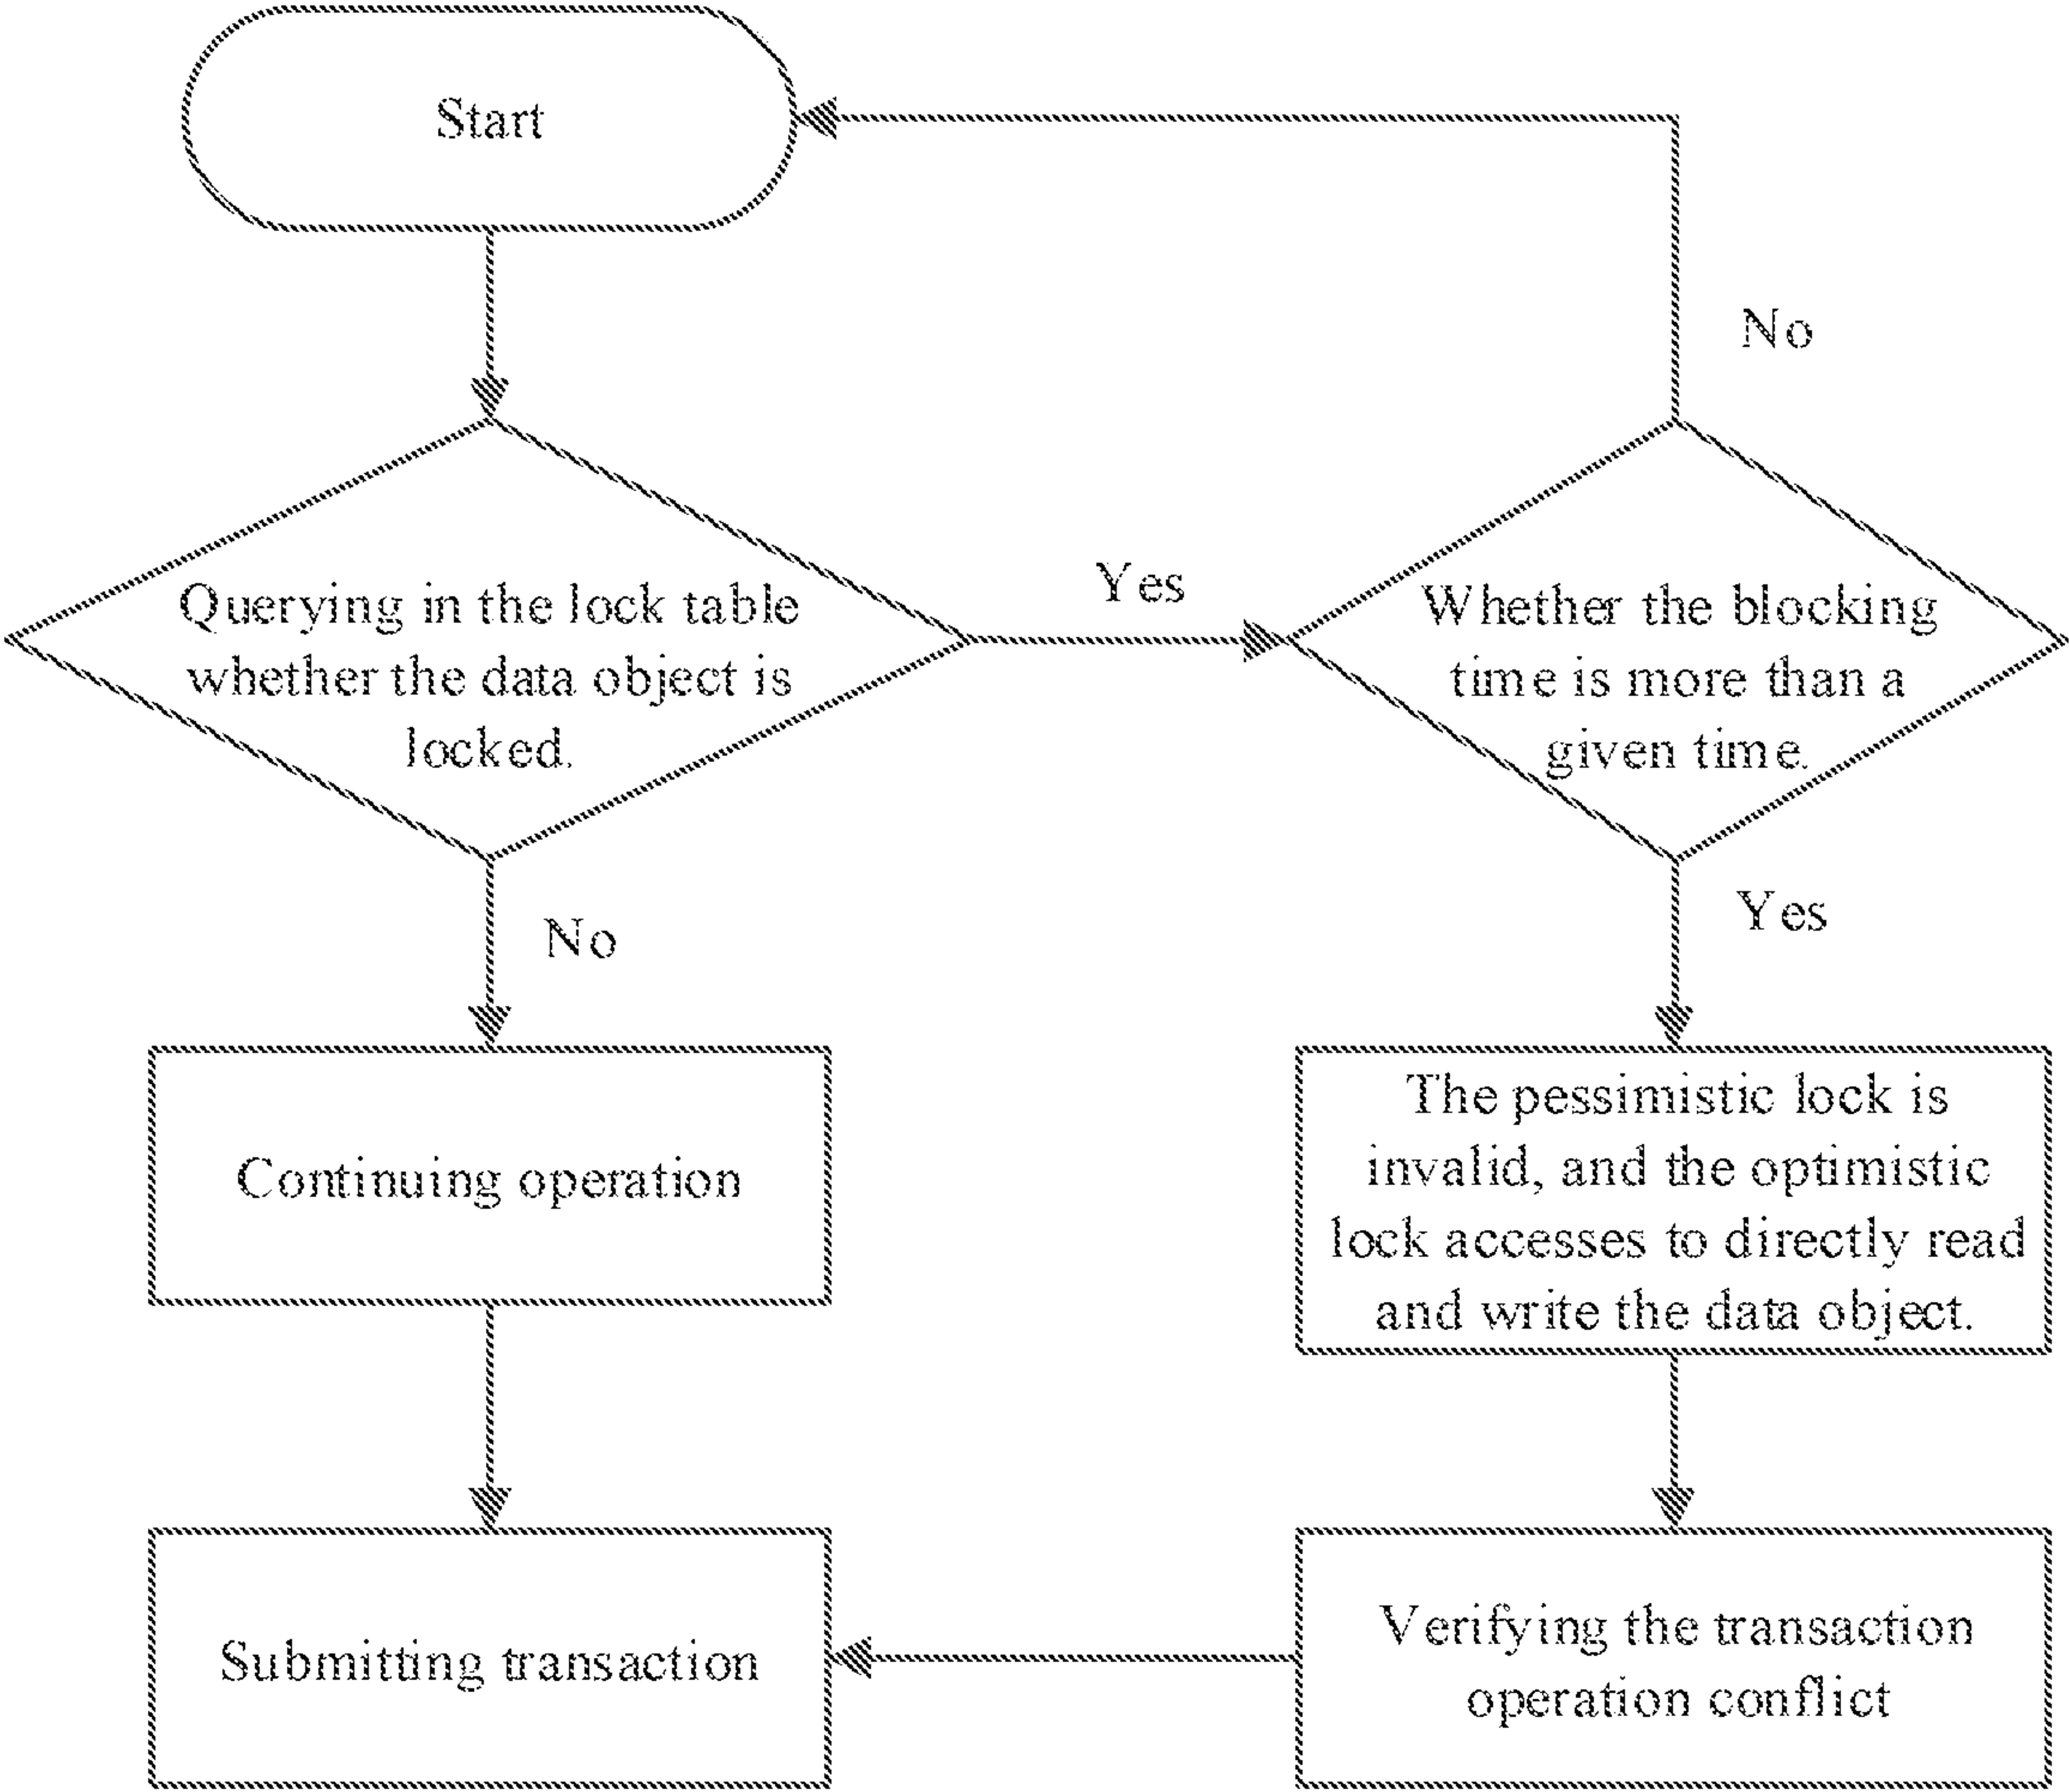 Start
No
Querying in the lock table
whether the data object is
locked.
Yes
Whether the blocking
time is more than a
given time.
No
Yes
Continuing operation
The pessimistic lock is
invalid, and the optimistic
lock accesses to directly read
and write the data object.
Submitting transaction
Verifying the transaction
operation conflict